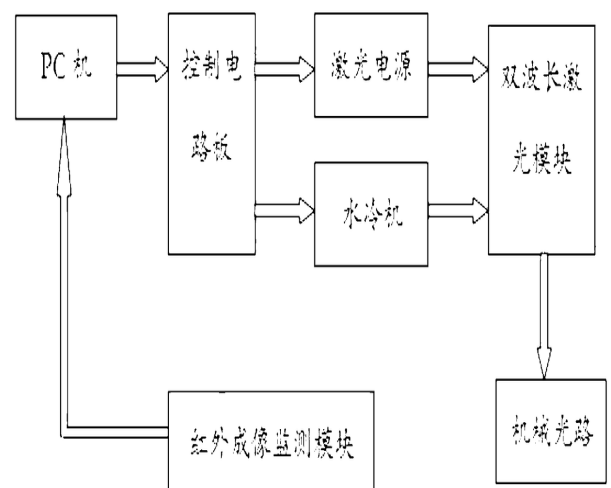 PC机
控制电
路板
激光电源
双波长激
光模块
水冷机
机械光路
红外成像监测模块